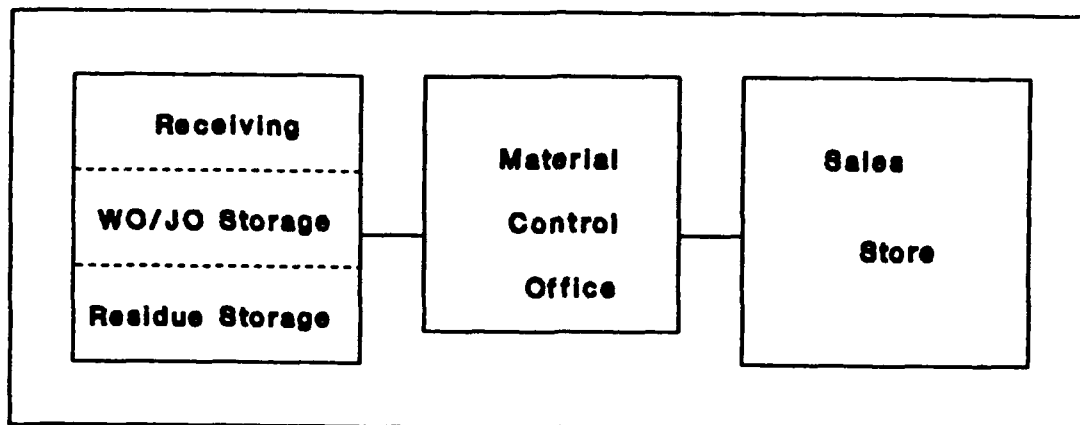 Receiving
WO/JO Storage
Residue Storage
Material
Control
Office
Sales
Store